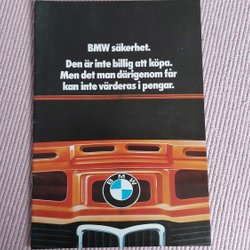 BMW säkerhet.
Den är inte billig att köpa.
Men det man därigenom får
kan inte värderas i pengar.
BMW